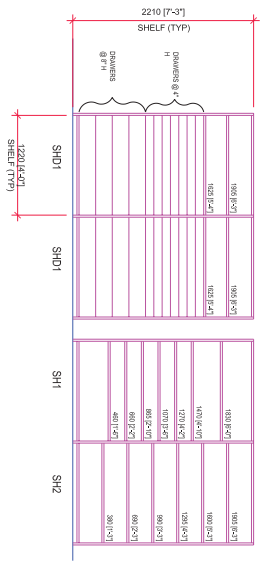 2210 [7'-3"]
SHELF (TYP)
DRAWERS
@ 8" H
DRAWERS @ 4"
H
1220 [4'-0"]
SHELF (TYP)
SHD1
1625 [5'-4"]
1905 [6'-3"]
SHD1
1625 [5'-4"]
1905 [6'-3"]
SH1
460 [1'-6"]
660 [2'-2"]
865 [2'-10"]
1070 [3'-6"]
1270 [4'-2"]
1470 [4'-10"]
1830 [6'-0"]
SH2
380 [1'-3"]
690 [2'-3"]
990 [3'-3"]
1295 [4'-3"]
1600 [5'-3"]
1905 [6'-3"]